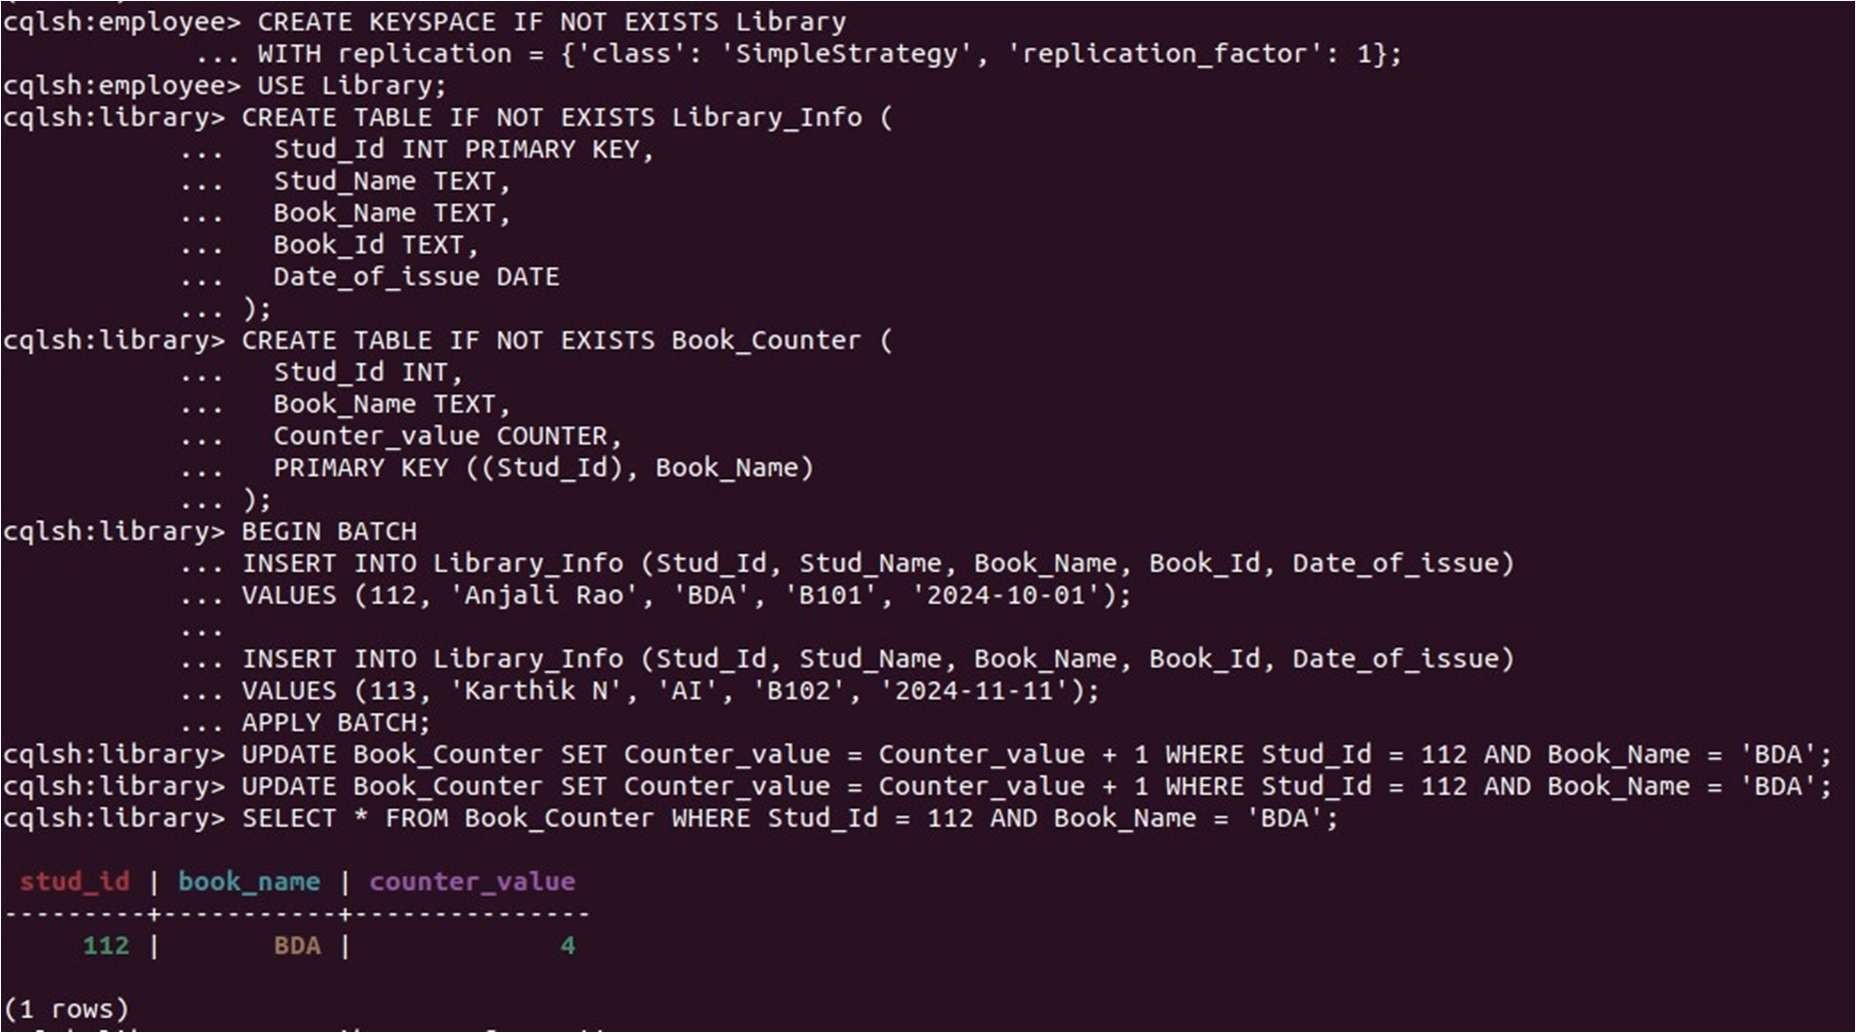 cqlsh:employee> CREATE KEYSPACE IF NOT EXISTS Library
            ... WITH replication = {'class': 'SimpleStrategy', 'replication_factor': 1};
cqlsh:employee> USE Library;
cqlsh:library> CREATE TABLE IF NOT EXISTS Library_Info (
           ...   Stud_Id INT PRIMARY KEY,
           ...   Stud_Name TEXT,
           ...   Book_Name TEXT,
           ...   Book_Id TEXT,
           ...   Date_of_issue DATE
           ... );
cqlsh:library> CREATE TABLE IF NOT EXISTS Book_Counter (
           ...   Stud_Id INT,
           ...   Book_Name TEXT,
           ...   Counter_value COUNTER,
           ...   PRIMARY KEY ((Stud_Id), Book_Name)
           ... );
cqlsh:library> BEGIN BATCH
           ... INSERT INTO Library_Info (Stud_Id, Stud_Name, Book_Name, Book_Id, Date_of_issue)
           ... VALUES (112, 'Anjali Rao', 'BDA', 'B101', '2024-10-01');
           ...
           ... INSERT INTO Library_Info (Stud_Id, Stud_Name, Book_Name, Book_Id, Date_of_issue)
           ... VALUES (113, 'Karthik N', 'AI', 'B102', '2024-11-11');
           ... APPLY BATCH;
cqlsh:library> UPDATE Book_Counter SET Counter_value = Counter_value + 1 WHERE Stud_Id = 112 AND Book_Name = 'BDA';
cqlsh:library> UPDATE Book_Counter SET Counter_value = Counter_value + 1 WHERE Stud_Id = 112 AND Book_Name = 'BDA';
cqlsh:library> SELECT * FROM Book_Counter WHERE Stud_Id = 112 AND Book_Name = 'BDA';
 stud_id | book_name | counter_value
---------+-----------+---------------
     112 |       BDA |             4
(1 rows)